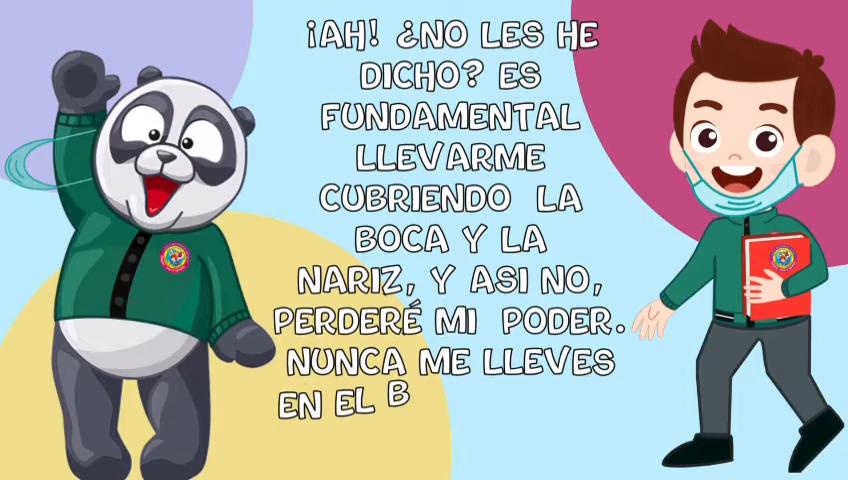 ¡AH! ¿NO LES HE
DICHO? ES
FUNDAMENTAL
LLEVARME
CUBRIENDO LA
BOCA Y LA
NARIZ, Y ASI NO,
PERDERÉ MI PODER.
NUNCA ME LLEVES
EN EL B